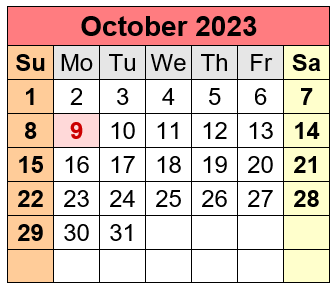 October 2023
Su Mo Tu We Th Fr Sa
1 2 3 4 5 6 7
8 9 10 11 12 13 14
15 16 17 18 19 20 21
22 23 24 25 26 27 28
29 30 31